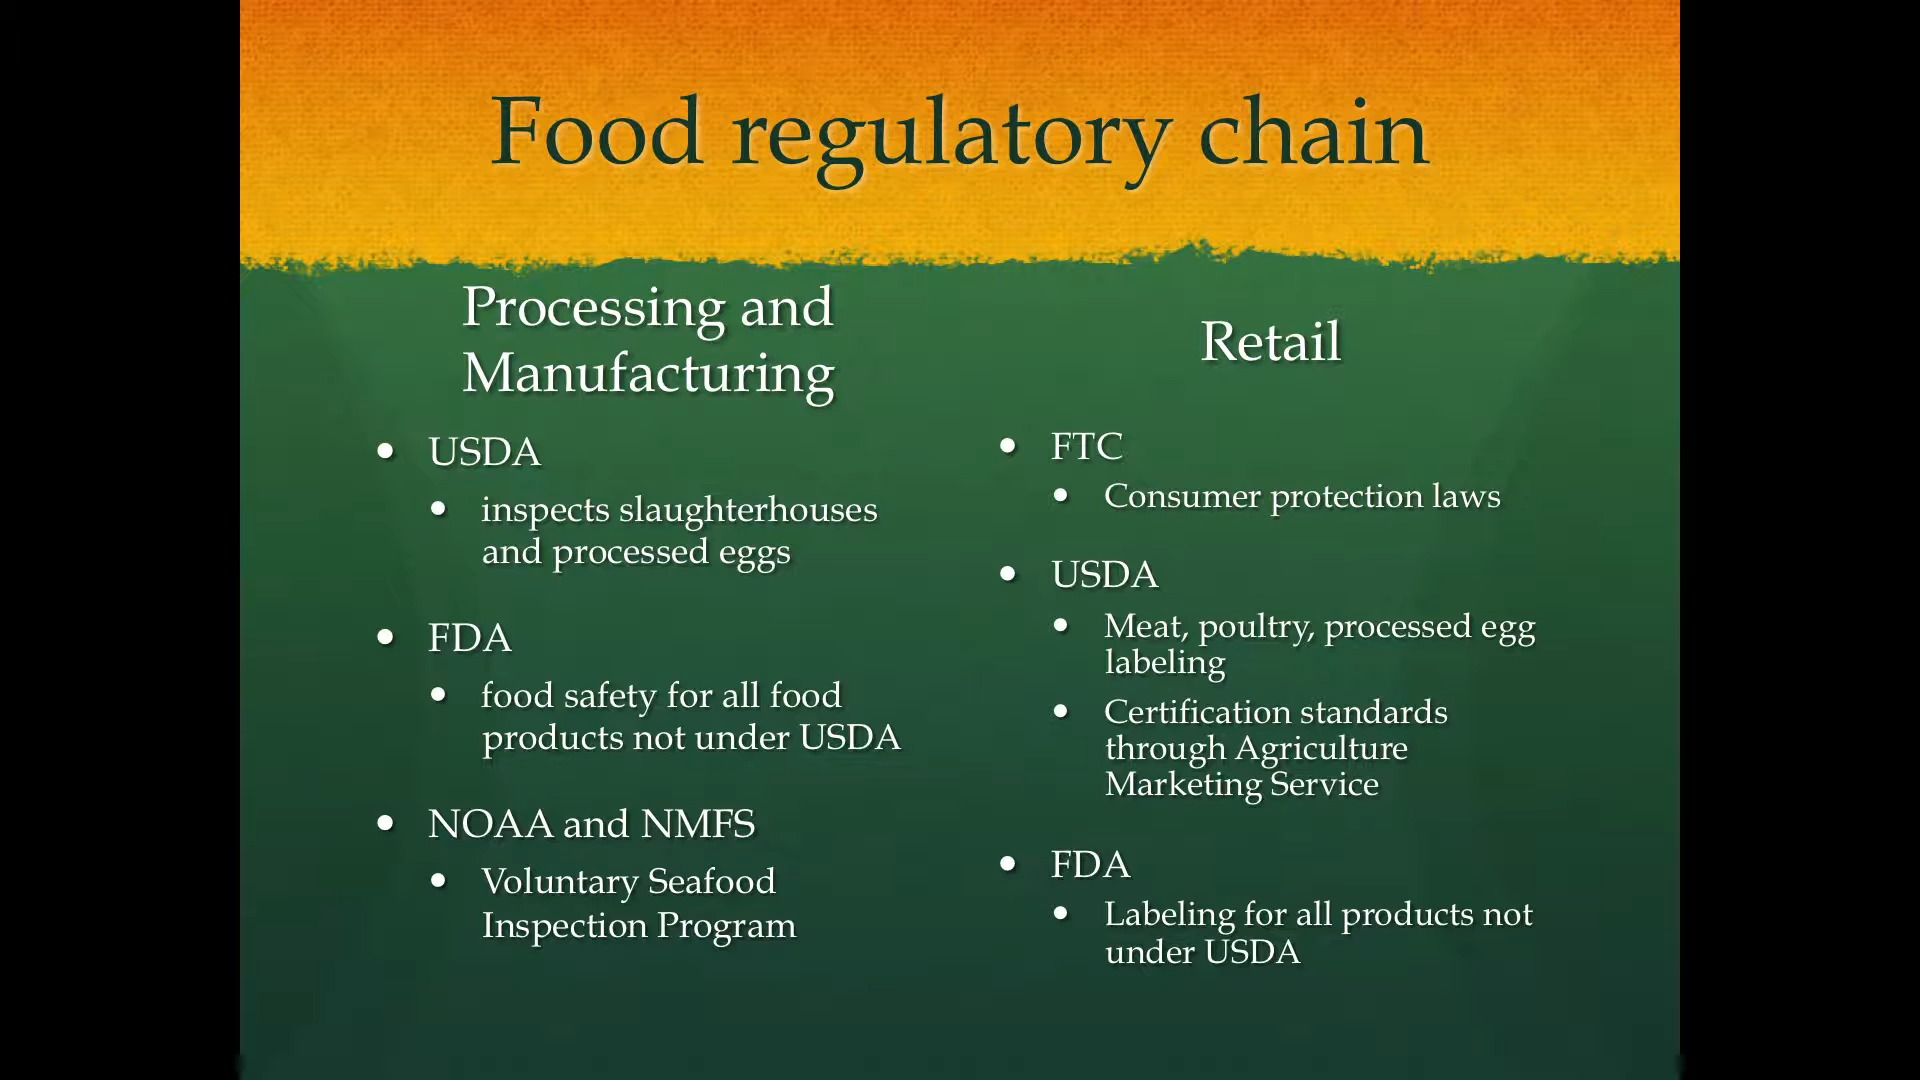 Food regulatory chain
Processing and
Manufacturing
• USDA
• inspects slaughterhouses
and processed eggs
• FDA
• food safety for all food
products not under USDA
• NOAA and NMFS
• Voluntary Seafood
Inspection Program
Retail
• FTC
• Consumer protection laws
• USDA
• Meat, poultry, processed egg
labeling
• Certification standards
through Agriculture
Marketing Service
• FDA
• Labeling for all products not
under USDA